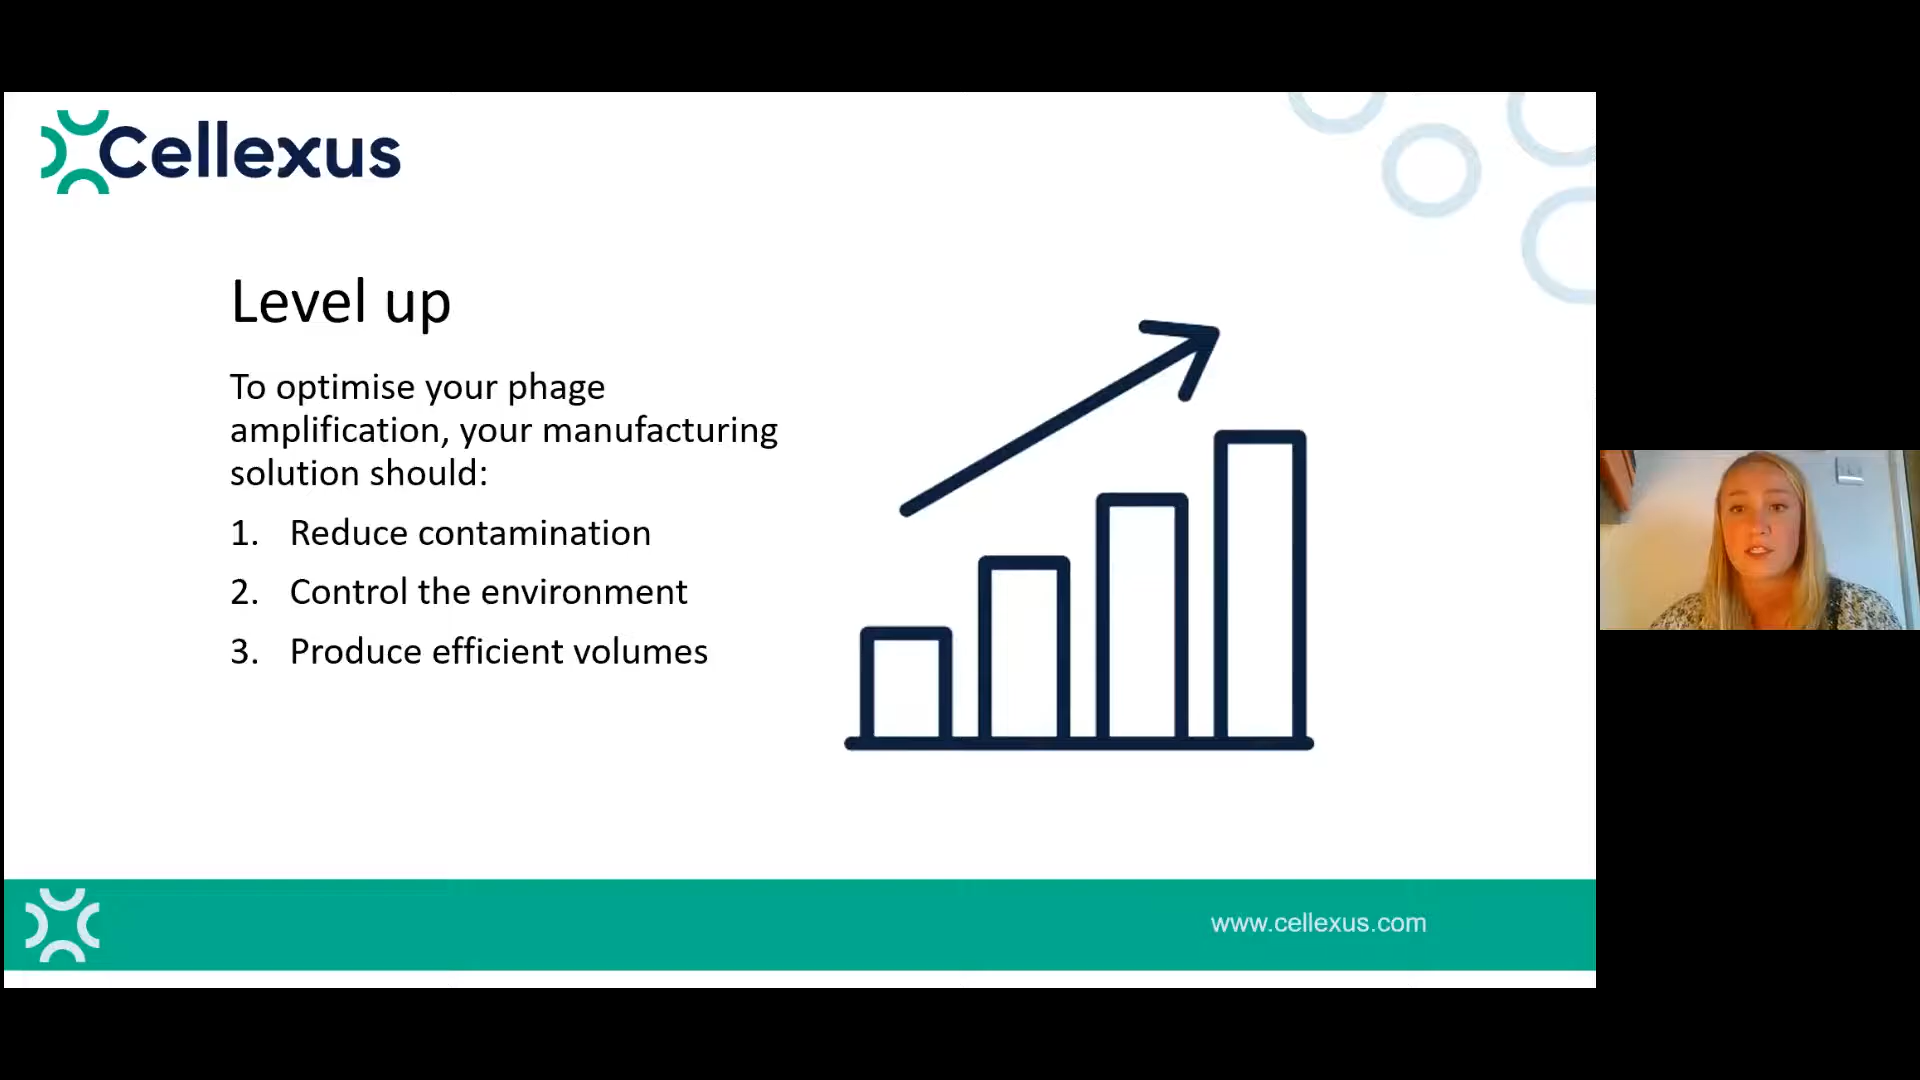 Cellexus
Level up
To optimise your phage
amplification, your manufacturing
solution should:
1. Reduce contamination
2. Control the environment
3. Produce efficient volumes
www.cellexus.com